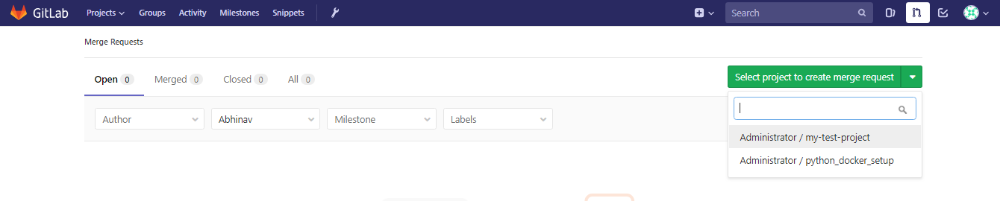 GitLab Projects Groups Activity Milestones Snippets Search
Merge Requests
Open 0 Merged 0 Closed 0 All 0 Select project to create merge request
Author Abhinav Milestone Labels
Administrator / my-test-project
Administrator / python_docker_setup